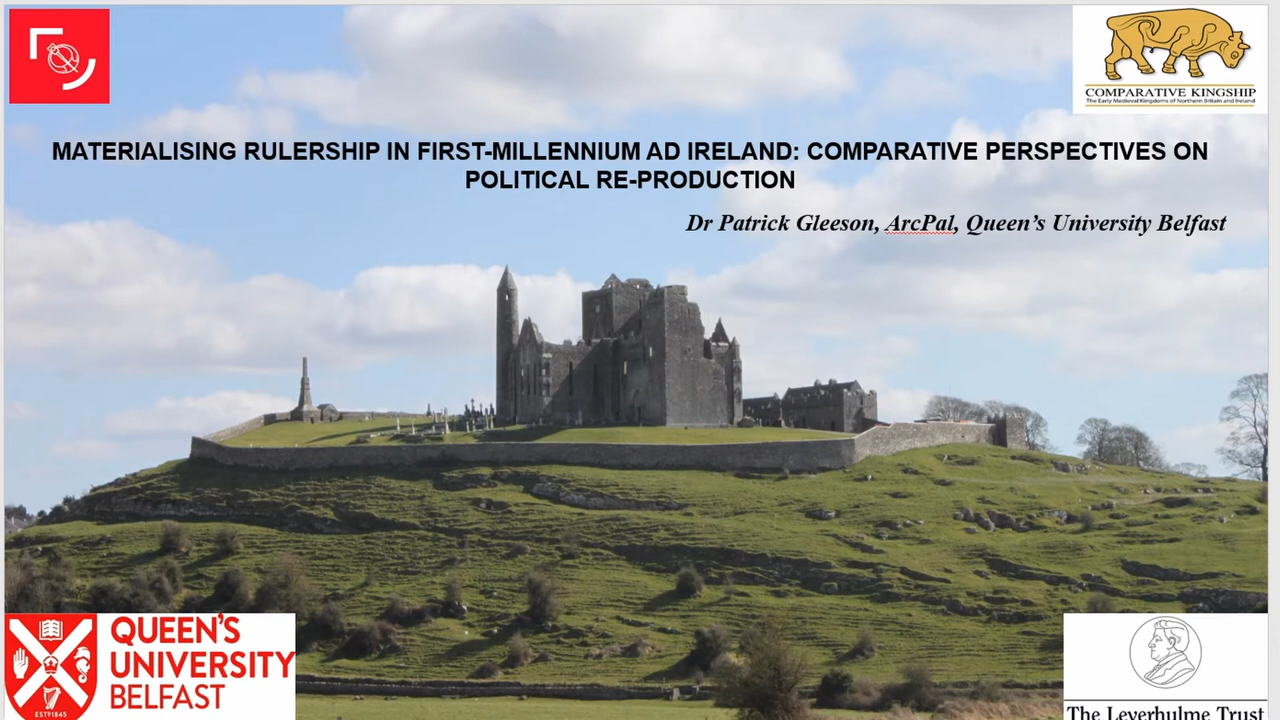 COMPARATIVE KINGSHIP
The Early Medieval Kingdoms of Northern Britain and Ireland
MATERIALISING RULERSHIP IN FIRST-MILLENNIUM AD IRELAND: COMPARATIVE PERSPECTIVES ON
POLITICAL RE-PRODUCTION
Dr Patrick Gleeson, ArcPal, Queen's University Belfast
QUEEN'S
UNIVERSITY
BELFAST
ESTD1845
The Leverhulme Trust